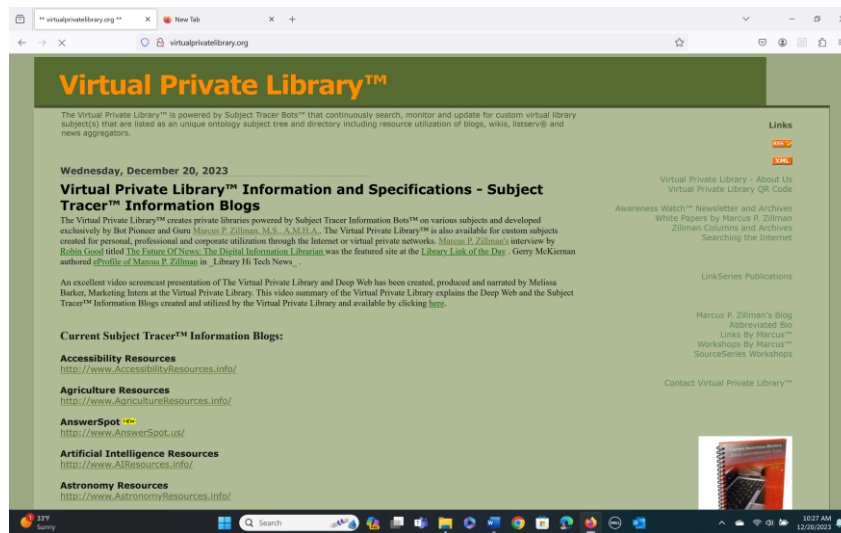 ** virtualprivatelibrary.org **
New Tab
virtualprivatelibrary.org
Virtual Private Library™
The Virtual Private Library™ is powered by Subject Tracer Bots™ that continuously search, monitor and update for custom virtual library
subject(s) that are listed as an unique ontology subject tree and directory including resource utilization of blogs, wikis, listserv® and
news aggregators.
Wednesday, December 20, 2023
Virtual Private Library™ Information and Specifications - Subject
Tracer™ Information Blogs
The Virtual Private Library™ creates private libraries powered by Subject Tracer Information Bots™ on various subjects and developed
exclusively by Bot Pioneer and Guru Marcus P. Zillman, M.S., A.M.H.A.. The Virtual Private Library™ is also available for custom subjects
created for personal, professional and corporate utilization through the Internet or virtual private networks. Marcus P. Zillman's interview by
Robin Good titled The Future Of News: The Digital Information Librarian was the featured site at the Library Link of the Day . Gerry McKiernan
authored eProfile of Marcus P. Zillman in _Library Hi Tech News_ .
An excellent video screencast presentation of The Virtual Private Library and Deep Web has been created, produced and narrated by Melissa
Barker, Marketing Intern at the Virtual Private Library. This video summary of the Virtual Private Library explains the Deep Web and the Subject
Tracer™ Information Blogs created and utilized by the Virtual Private Library and available by clicking here.
Current Subject Tracer™ Information Blogs:
Accessibility Resources
http://www.AccessibilityResources.info/
Agriculture Resources
http://www.AgricultureResources.info/
AnswerSpot NEW
http://www.AnswerSpot.us/
Artificial Intelligence Resources
http://www.AIResources.info/
Astronomy Resources
http://www.AstronomyResources.info/
Links
RSS
XML
Virtual Private Library - About Us
Virtual Private Library QR Code
Awareness Watch™ Newsletter and Archives
White Papers by Marcus P. Zillman
Zillman Columns and Archives
Searching the Internet
LinkSeries Publications
Marcus P. Zillman's Blog
Abbreviated Bio
Links By Marcus™
Workshops By Marcus™
SourceSeries Workshops
Contact Virtual Private Library™
33°F
Sunny
Search
10:27 AM
12/20/2023